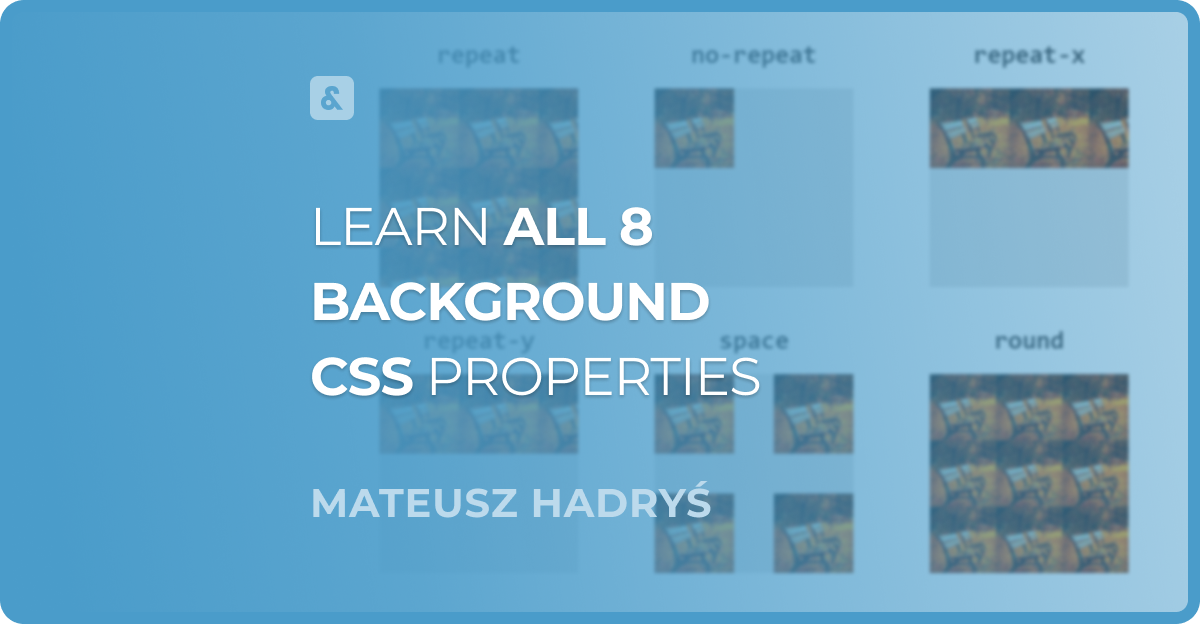 repeat no-repeat repeat-x
&
LEARN ALL 8
BACKGROUND
repeat-y space round
CSS PROPERTIES
MATEUSZ HADRYŚ